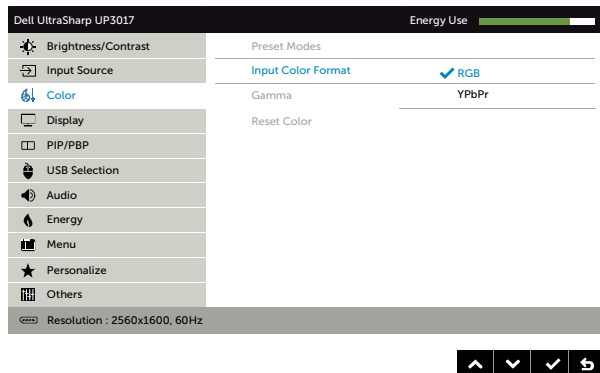 Dell UltraSharp UP3017
Energy Use
Brightness/Contrast
Input Source
Color
Display
PIP/PBP
USB Selection
Audio
Energy
Menu
Personalize
Others
Preset Modes
Input Color Format
Gamma
Reset Color
RGB
YPbPr
Resolution : 2560x1600, 60Hz